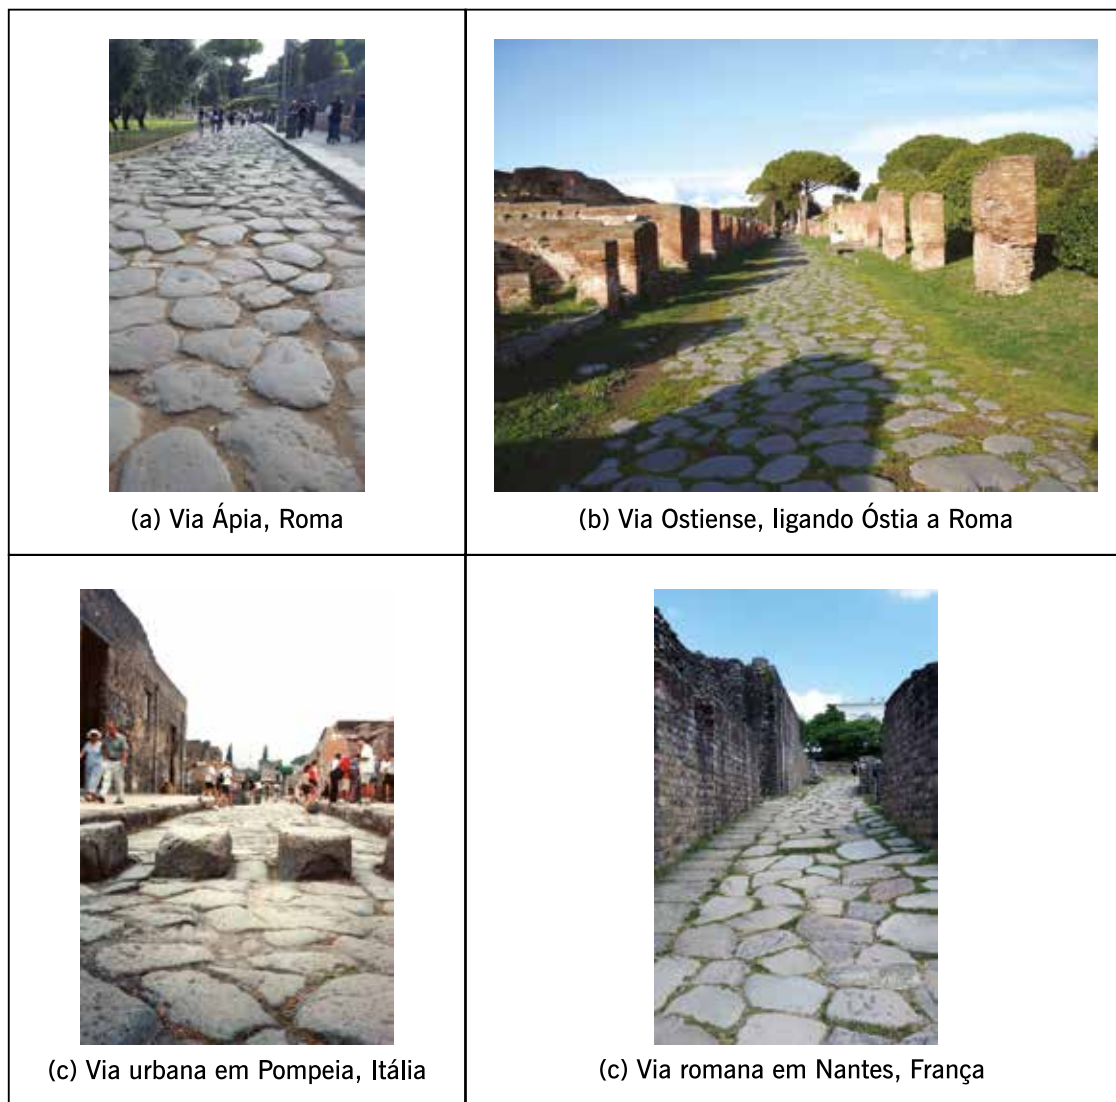 (a) Via Ápia, Roma
(b) Via Ostiense, ligando Óstia a Roma
(c) Via urbana em Pompeia, Itália
(c) Via romana em Nantes, França